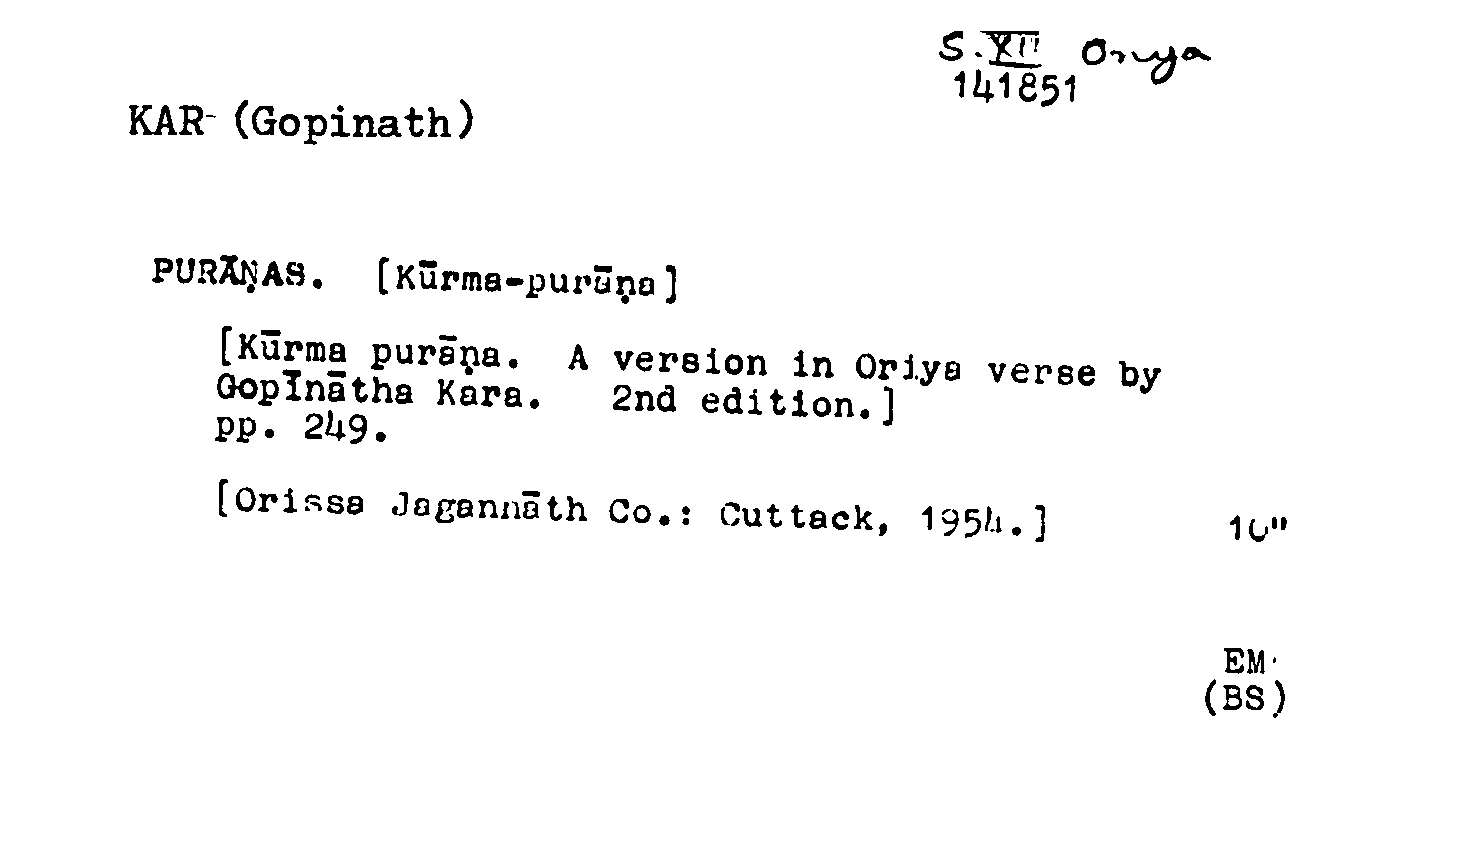 S.XII Oriya
141851
KAR (Gopinath)
PURĀṆAS. [Kūrma-purāṇa]
[Kūrma purāṇa. A version in Oriya verse by
Gopīnātha Kara. 2nd edition.]
pp. 249.
[Orissa Jagannāth Co.: Cuttack, 1954.]
10"
EM.
(BS)